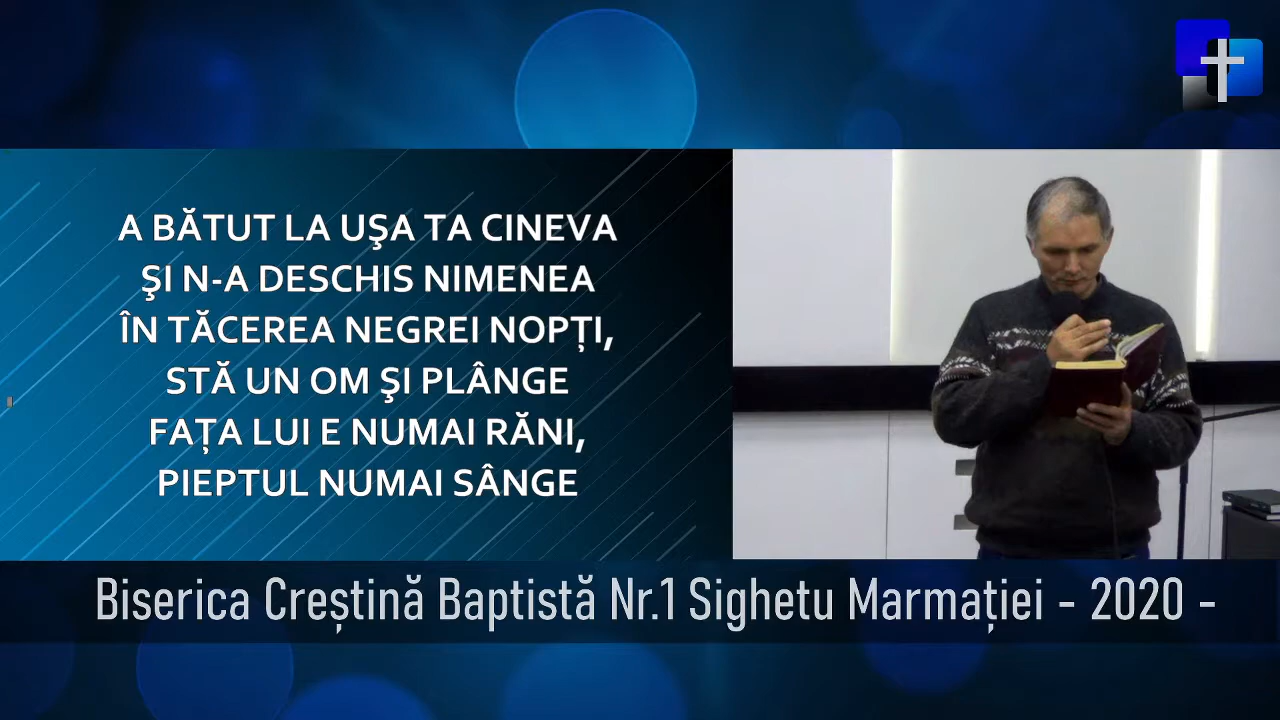 A BĂTUT LA UŞA TA CINEVA
ŞI N-A DESCHIS NIMENEA
ÎN TĂCEREA NEGREI NOPȚI,
STĂ UN OM ŞI PLÂNGE
FAȚA LUI E NUMAI RĂNI,
PIEPTUL NUMAI SÂNGE
Biserica Creștină Baptistă Nr.1 Sighetu Marmației - 2020 -